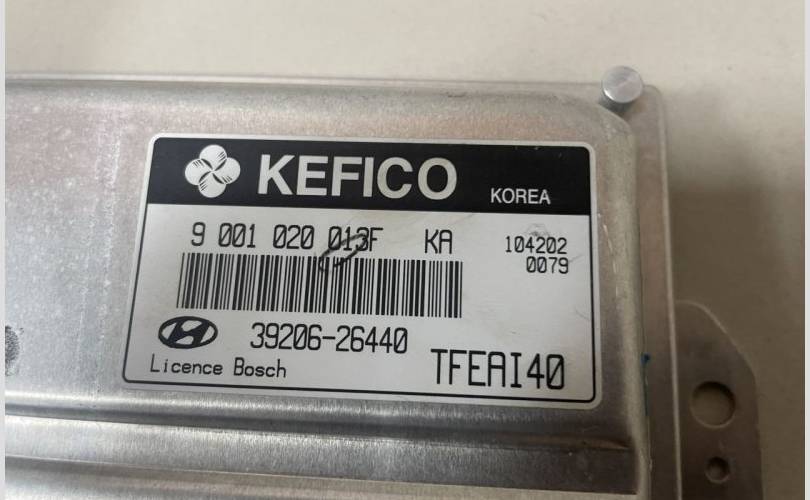 KEFICO KOREA
9 001 020 013F KA 104202
0079
39206-26440
Licence Bosch TFEAI40